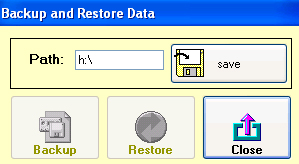 Backup and Restore Data
Path: h:\ save
Backup Restore Close